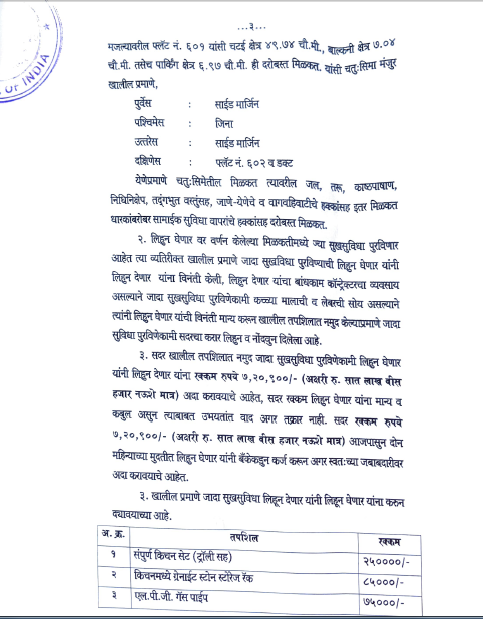 ...३...
OF INDIA
मजल्यावरील फ्लॅट नं. ६०१ यांसी चटई क्षेत्र ४९.७४ चौ.मी., बाल्कनी क्षेत्र ७.०४
चौ.मी. तसेच पार्किंग क्षेत्र ६.९७ चौ.मी. ही दरोबस्त मिळकत. यांसी चतुःसिमा मंजुर
खालील प्रमाणे,
पुर्वेस : साईड मार्जिन
पश्चिमेस : जिना
उत्तरेस : साईड मार्जिन
दक्षिणेस : फ्लॅट नं. ६०२ व डक्ट
येणेप्रमाणे चतुःसिमेतील मिळकत त्यावरील जल, तरू, काष्ठपाषाण,
निधिनिक्षेप, तद्ंगभुत वस्तुंसह, जाणे-येणेचे व वागवहिवाटीचे हक्कांसह इतर मिळकत
धारकांबरोबर सामाईक सुविधा वापरांचे हक्कांसह दरोबस्त मिळकत.
२. लिहून घेणार वर वर्णन केलेल्या मिळकतीमध्ये ज्या सुखसुविधा पुरविणार
आहेत त्या व्यतिरीक्त खालील प्रमाणे जादा सुखविधा पुरविण्याची लिहून घेणार यांनी
लिहून देणार यांना विनंती केली, लिहून देणार यांचा बांधकाम कॉन्ट्रेक्टरचा व्यवसाय
असल्याने जादा सुखसुविधा पुरविणेकामी कच्च्या मालाची व लेबरची सोय असल्याने
त्यांनी लिहून घेणार यांची विनंती मान्य करून खालील तपशिलात नमुद केल्याप्रमाणे जादा
सुविधा पुरविणेकामी सदरचा करार लिहून व नोंदवुन दिलेला आहे.
३. सदर खालील तपशिलात नमुद जादा सुखसुविधा पुरविणेकामी लिहून घेणार
यांनी लिहून देणार यांना रक्कम रुपये ७,२०,९००/- (अक्षरी रु. सात लाख वीस
हजार नऊशे मात्र) अदा करावयाचे आहेत, सदर रक्कम लिहून घेणार यांना मान्य व
कबुल असुन त्याबाबत उभयतांत वाद अगर तक्रार नाही. सदर रक्कम रुपये
७,२०,९००/- (अक्षरी रु. सात लाख वीस हजार नऊशे मात्र) आजपासुन दोन
महिन्याच्या मुदतीत लिहून घेणार यांनी बँकेकडुन कर्ज करून अगर स्वतःच्या जबाबदारीवर
अदा करावयाचे आहेत.
३. खालील प्रमाणे जादा सुखसुविधा लिहून देणार यांनी लिहून घेणार यांना करुन
दयावयाच्या आहे.
अ. क्र. तपशिल रक्कम
१ संपुर्ण किचन सेट (ट्रॉली सह) २५००००/-
२ किचनमध्ये ग्रेनाईट स्टोन स्टोरेज रॅक ८५०००/-
३ एल.पी.जी. गॅस पाईप ७५०००/-